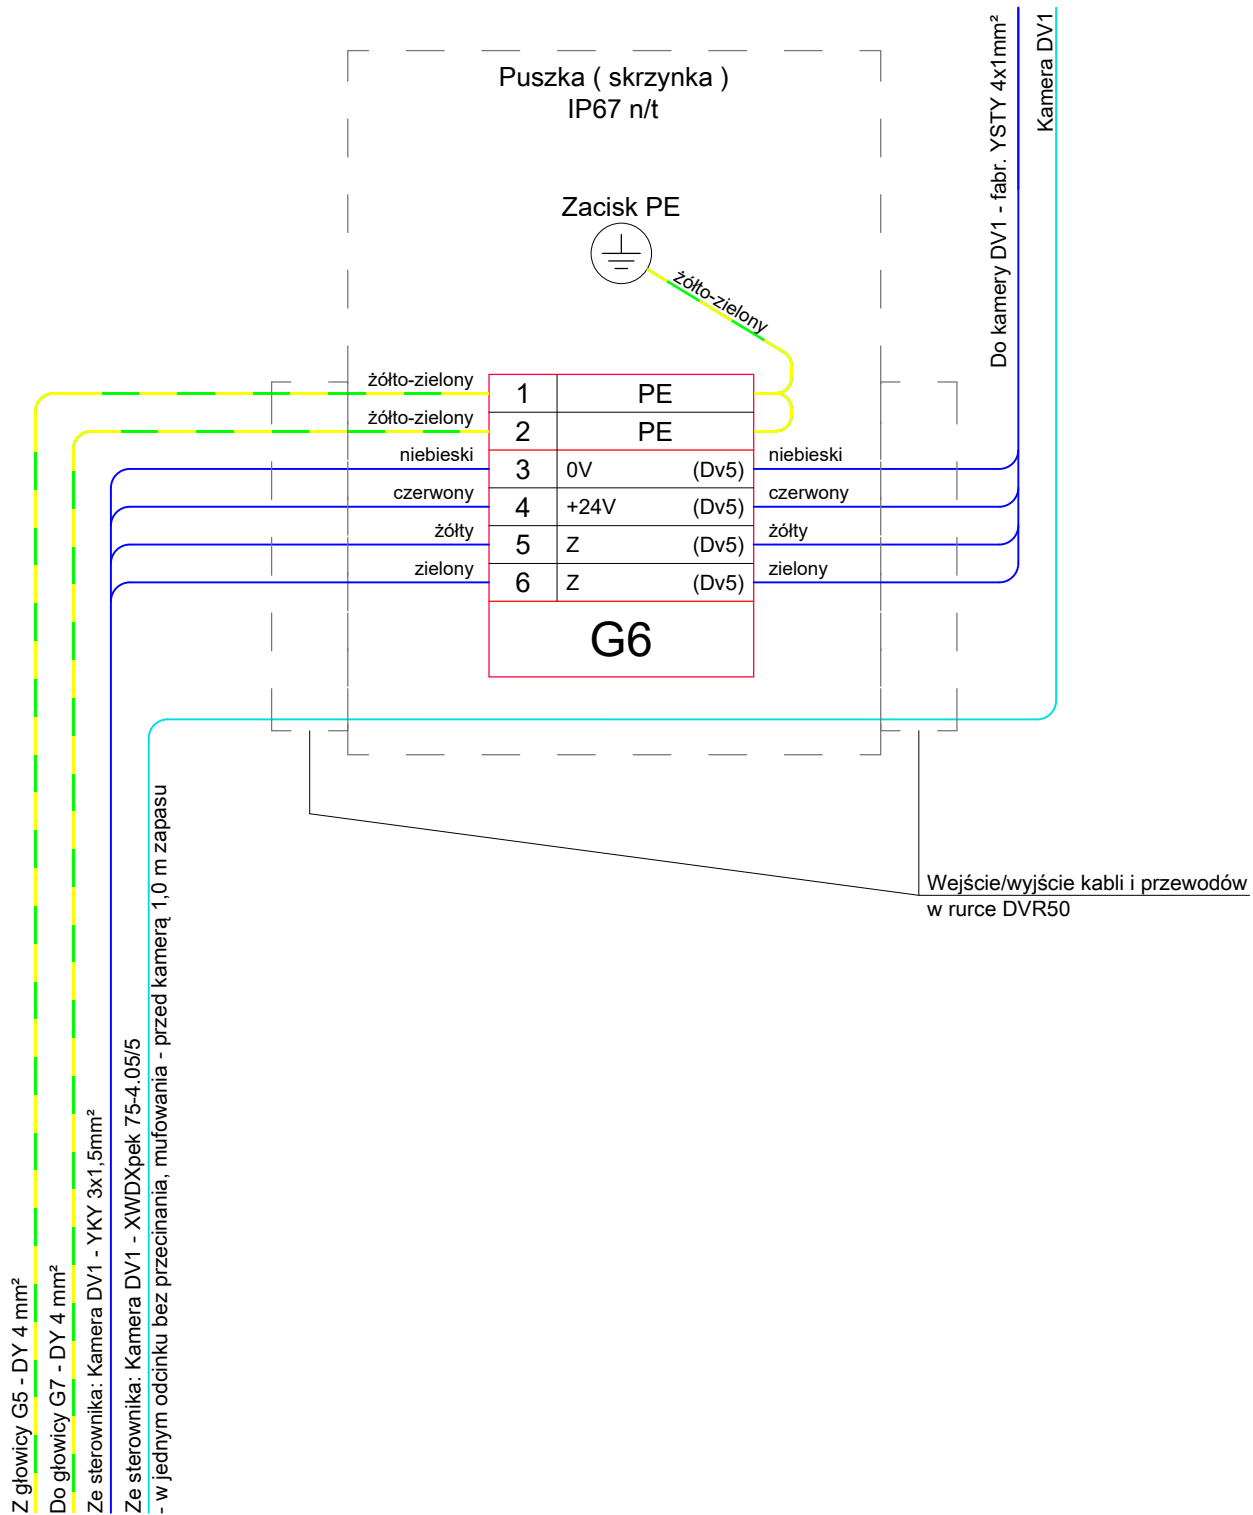 Puszka ( skrzynka )
IP67 n/t
Zacisk PE
żółto-zielony
Do kamery DV1 - fabr. YSTY 4x1mm²
Kamera DV1
żółto-zielony
1 PE
żółto-zielony
2 PE
niebieski 3 0V (Dv5) niebieski
czerwony 4 +24V (Dv5) czerwony
żółty 5 Z (Dv5) żółty
zielony 6 Z (Dv5) zielony
G6
Wejście/wyjście kabli i przewodów
w rurce DVR50
Z głowicy G5 - DY 4 mm²
Do głowicy G7 - DY 4 mm²
Ze sterownika: Kamera DV1 - YKY 3x1,5mm²
Ze sterownika: Kamera DV1 - XWDXpek 75-4.05/5
- w jednym odcinku bez przecinania, mufowania - przed kamerą 1,0 m zapasu